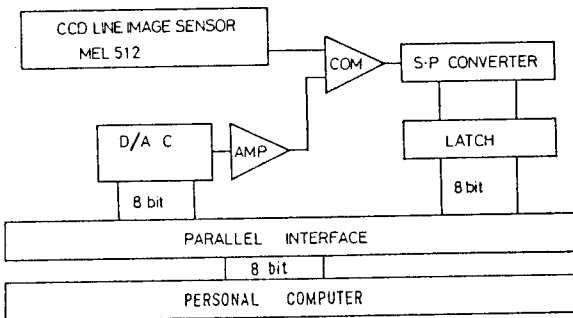 CCD LINE IMAGE SENSOR
MEL 512
COM
S·P CONVERTER
D/A C
AMP
LATCH
8 bit
8 bit
PARALLEL INTERFACE
8 bit
PERSONAL COMPUTER